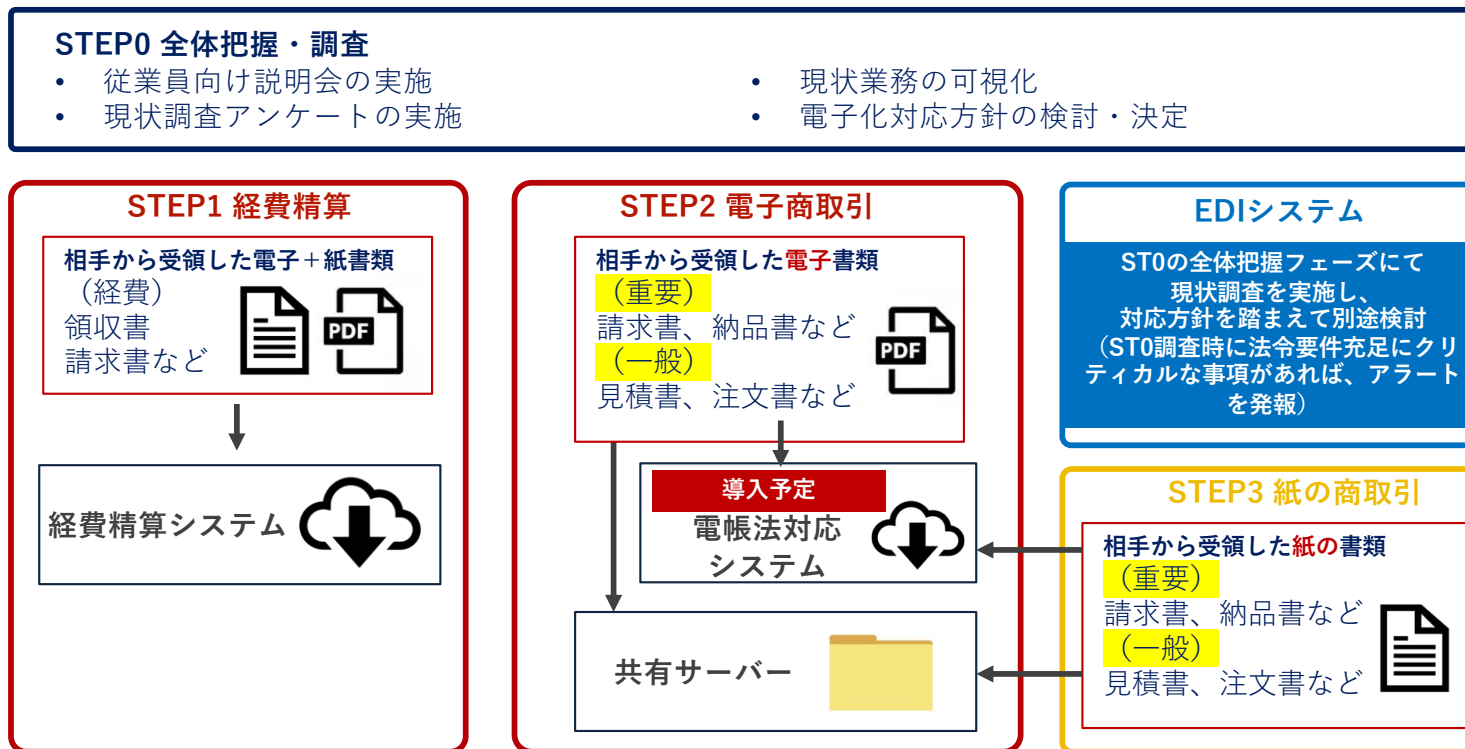 STEP0 全体把握・調査
• 従業員向け説明会の実施
• 現状調査アンケートの実施
• 現状業務の可視化
• 電子化対応方針の検討・決定
STEP1 経費精算
相手から受領した電子+紙書類
（経費）
領収書
請求書など
PDF
経費精算システム
STEP2 電子商取引
相手から受領した電子書類
（重要）
請求書、納品書など
（一般）
見積書、注文書など
PDF
導入予定
電帳法対応
システム
共有サーバー
EDIシステム
ST0の全体把握フェーズにて
現状調査を実施し、
対応方針を踏まえて別途検討
（ST0調査時に法令要件充足にクリ
ティカルな事項があれば、アラート
を発報）
STEP3 紙の商取引
相手から受領した紙の書類
（重要）
請求書、納品書など
（一般）
見積書、注文書など